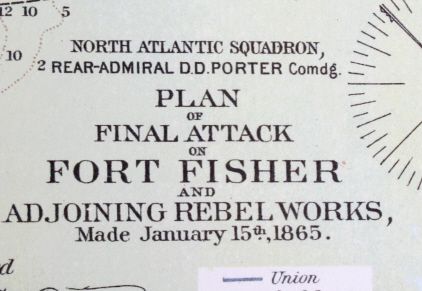 12 10 5
10
NORTH ATLANTIC SQUADRON,
2 REAR-ADMIRAL D.D. PORTER Comdg.
PLAN
OF
FINAL ATTACK
ON
FORT FISHER
AND
ADJOINING REBEL WORKS,
Made January 15th, 1865.
Union